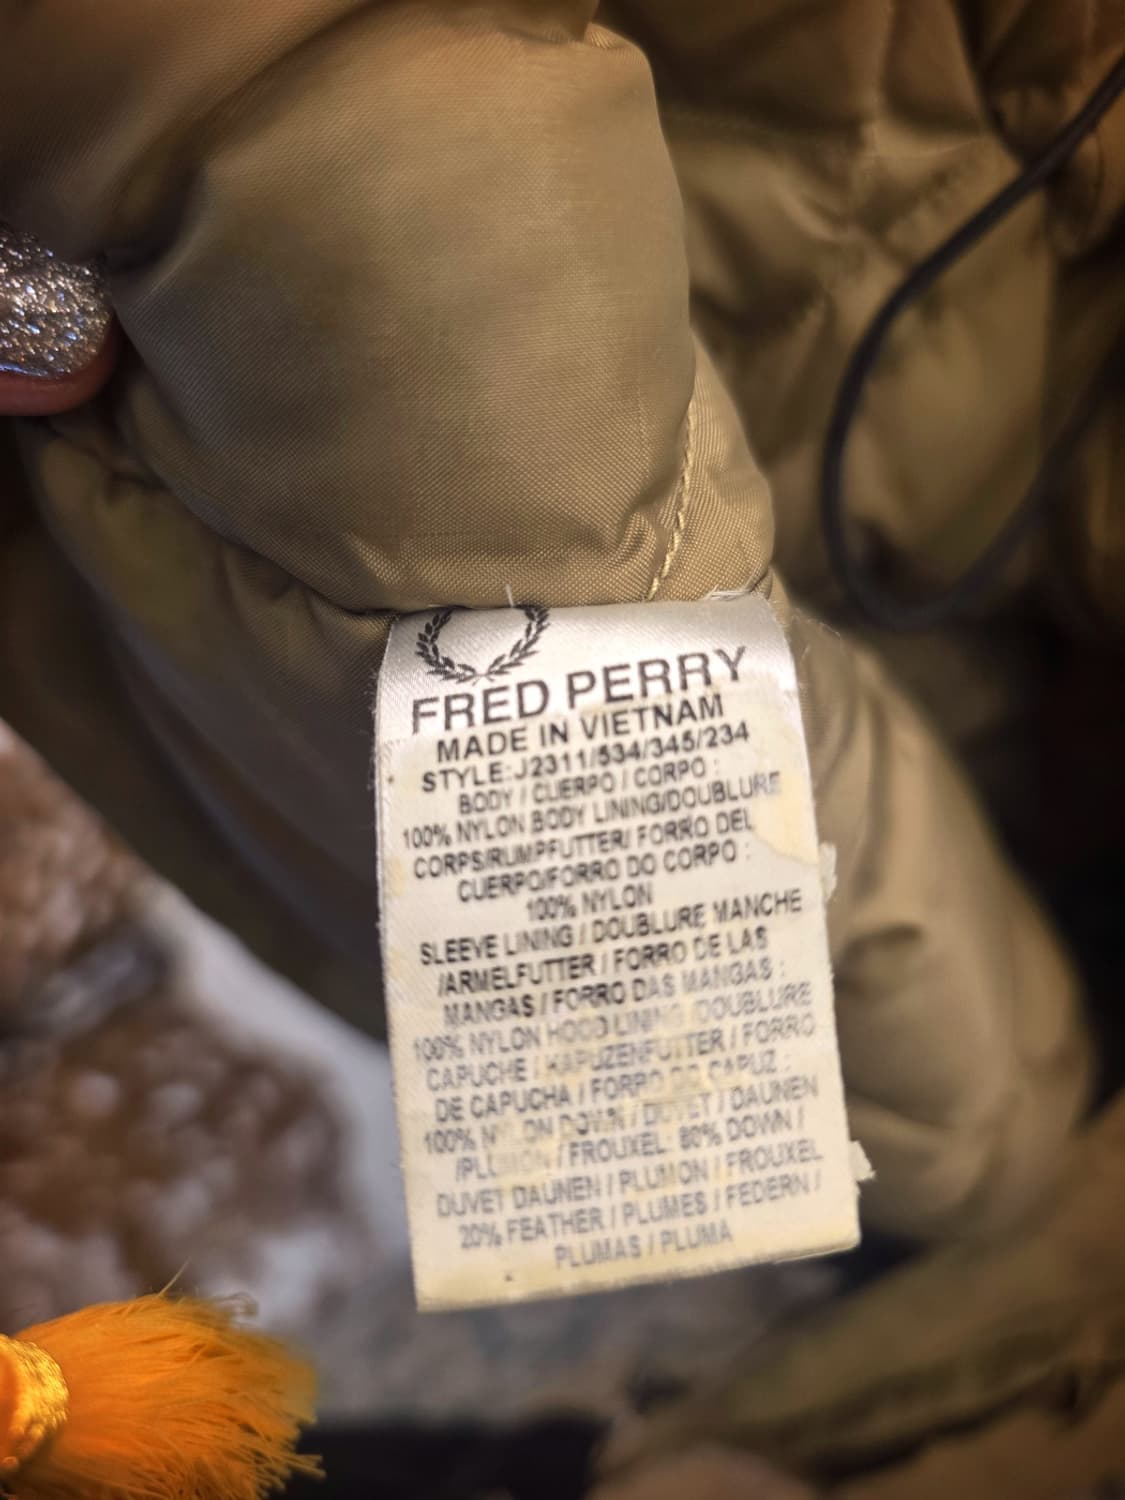 FRED PERRY
MADE IN VIETNAM
STYLE:J2311/534/345/234
BODY / CUERPO / CORPO :
100% NYLON BODY LINING/DOUBLURE
CORPS/RUMPFUTTER/ FORRO DEL
CUERPO/FORRO DO CORPO :
100% NYLON
SLEEVE LINING / DOUBLURE MANCHE
/ARMELFUTTER / FORRO DE LAS
MANGAS / FORRO DAS MANGAS :
100% NYLON HOOD LINING /DOUBLURE
CAPUCHE / KAPUZENFUTTER / FORRO
DE CAPUCHA / FORRO DO CAPUZ :
100% NYLON DOWN / DUVET / DAUNEN
/PLUMON / FROUXEL: 80% DOWN /
DUVET DAUNEN / PLUMON / FROUXEL
20% FEATHER / PLUMES / FEDERN /
PLUMAS / PLUMA